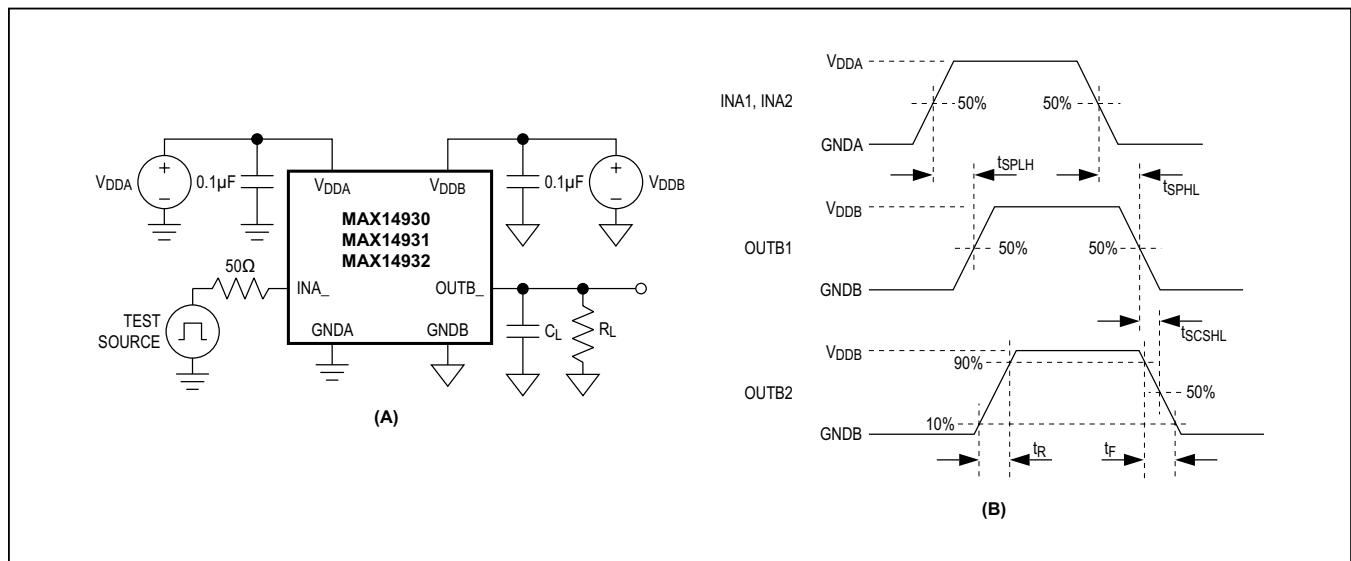 VDDA
0.1µF
VDDA
VDDB
0.1µF
VDDB
MAX14930
MAX14931
MAX14932
50Ω
INA_
OUTB_
TEST
SOURCE
GNDA
GNDB
CL
RL
(A)
VDDA
INA1, INA2
50%
50%
GNDA
tSPLH
tSPHL
VDDB
OUTB1
50%
50%
GNDB
tSCSHL
VDDB
90%
OUTB2
50%
10%
GNDB
tR
tF
(B)